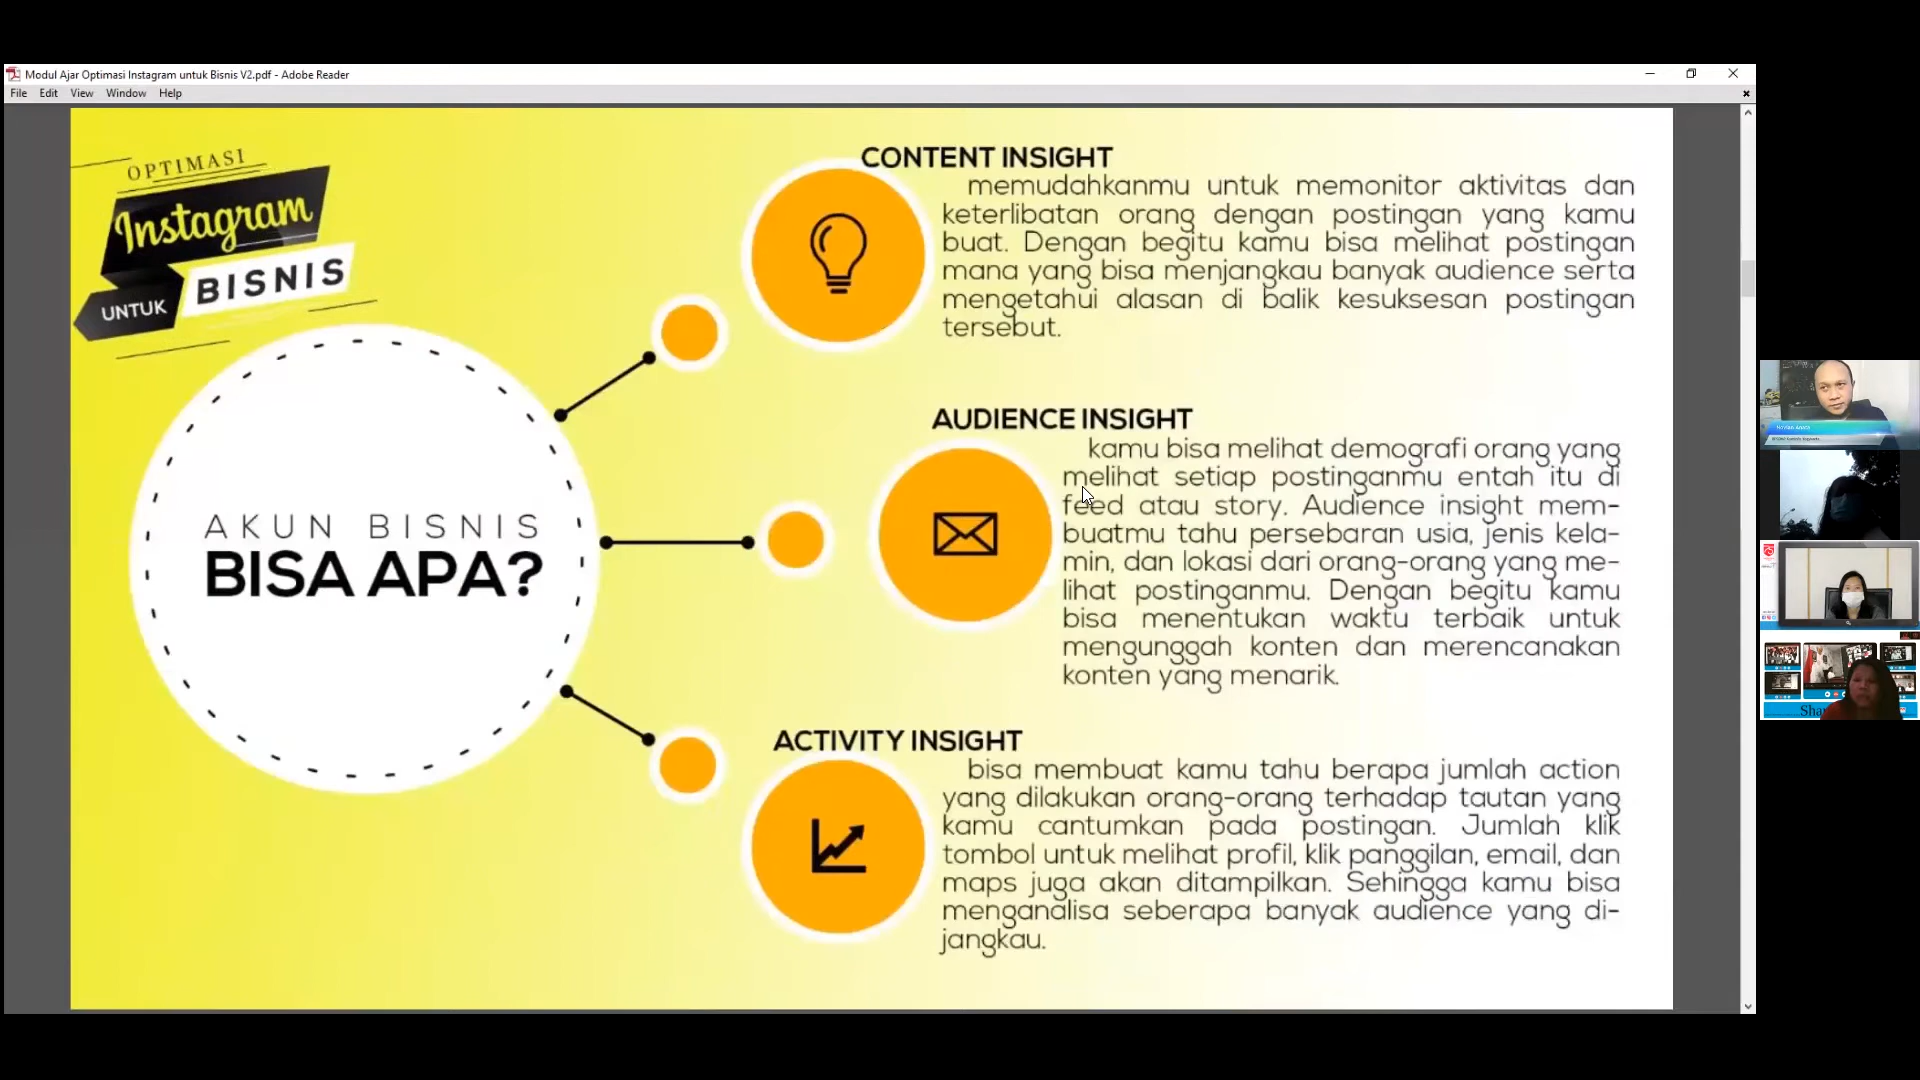 Modul Ajar Optimasi Instagram untuk Bisnis V2.pdf - Adobe Reader
File Edit View Window Help
OPTIMASI
Instagram
UNTUK BISNIS
AKUN BISNIS
BISA APA?
CONTENT INSIGHT
memudahkanmu untuk memonitor aktivitas dan
keterlibatan orang dengan postingan yang kamu
buat. Dengan begitu kamu bisa melihat postingan
mana yang bisa menjangkau banyak audience serta
mengetahui alasan di balik kesuksesan postingan
tersebut.
AUDIENCE INSIGHT
kamu bisa melihat demografi orang yang
melihat setiap postinganmu entah itu di
feed atau story. Audience insight mem-
buatmu tahu persebaran usia, jenis kela-
min, dan lokasi dari orang-orang yang me-
lihat postinganmu. Dengan begitu kamu
bisa menentukan waktu terbaik untuk
mengunggah konten dan merencanakan
konten yang menarik.
ACTIVITY INSIGHT
bisa membuat kamu tahu berapa jumlah action
yang dilakukan orang-orang terhadap tautan yang
kamu cantumkan pada postingan. Jumlah klik
tombol untuk melihat profil, klik panggilan, email, dan
maps juga akan ditampilkan. Sehingga kamu bisa
menganalisa seberapa banyak audience yang di-
jangkau.